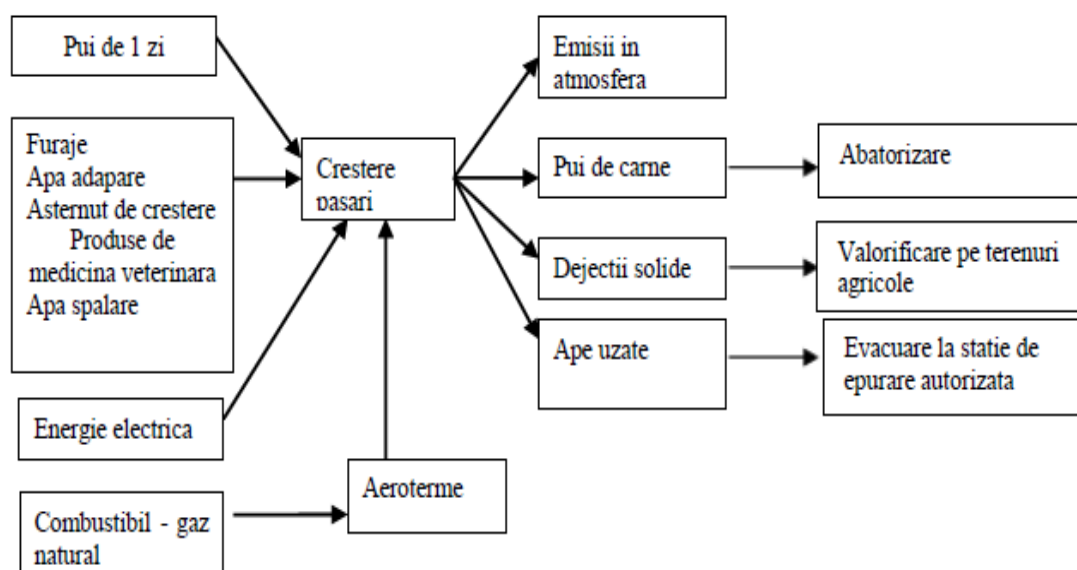 Pui de 1 zi
Furaje
Apa adapare
Asternut de crestere
Produse de
medicina veterinara
Apa spalare
Energie electrica
Combustibil - gaz
natural
Aeroterme
Crestere
pasari
Emisii in
atmosfera
Pui de carne
Dejectii solide
Ape uzate
Abatorizare
Valorificare pe terenuri
agricole
Evacuare la statie de
epurare autorizata